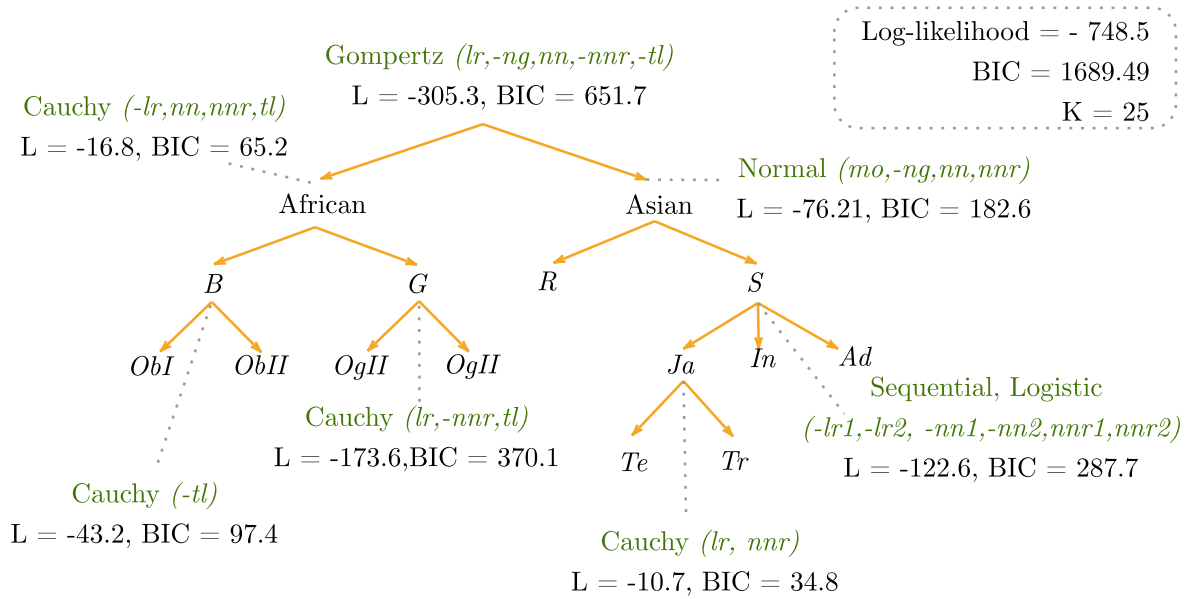 Log-likelihood = - 748.5
BIC = 1689.49
K = 25
Gompertz (lr,-ng,nn,-nnr,-tl)
L = -305.3, BIC = 651.7
Cauchy (-lr,nn,nnr,tl)
L = -16.8, BIC = 65.2
Normal (mo,-ng,nn,nnr)
L = -76.21, BIC = 182.6
African
Asian
B
G
R
S
ObI
ObII
OgII
OgII
Ja
In
Ad
Sequential, Logistic
(-lr1,-lr2, -nn1,-nn2,nnr1,nnr2)
L = -122.6, BIC = 287.7
Cauchy (lr,-nnr,tl)
L = -173.6,BIC = 370.1
Te
Tr
Cauchy (-tl)
L = -43.2, BIC = 97.4
Cauchy (lr, nnr)
L = -10.7, BIC = 34.8